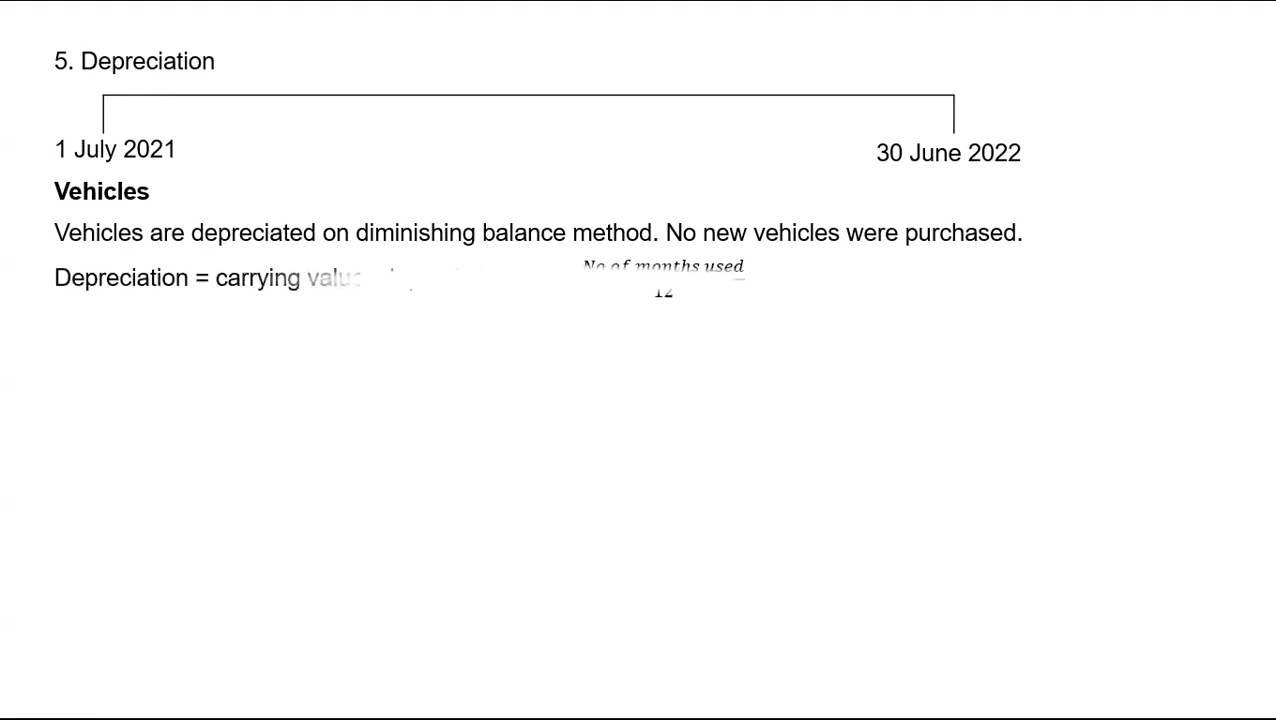 5. Depreciation
1 July 2021
30 June 2022
Vehicles
Vehicles are depreciated on diminishing balance method. No new vehicles were purchased.
Depreciation = carrying value
No of months used
12